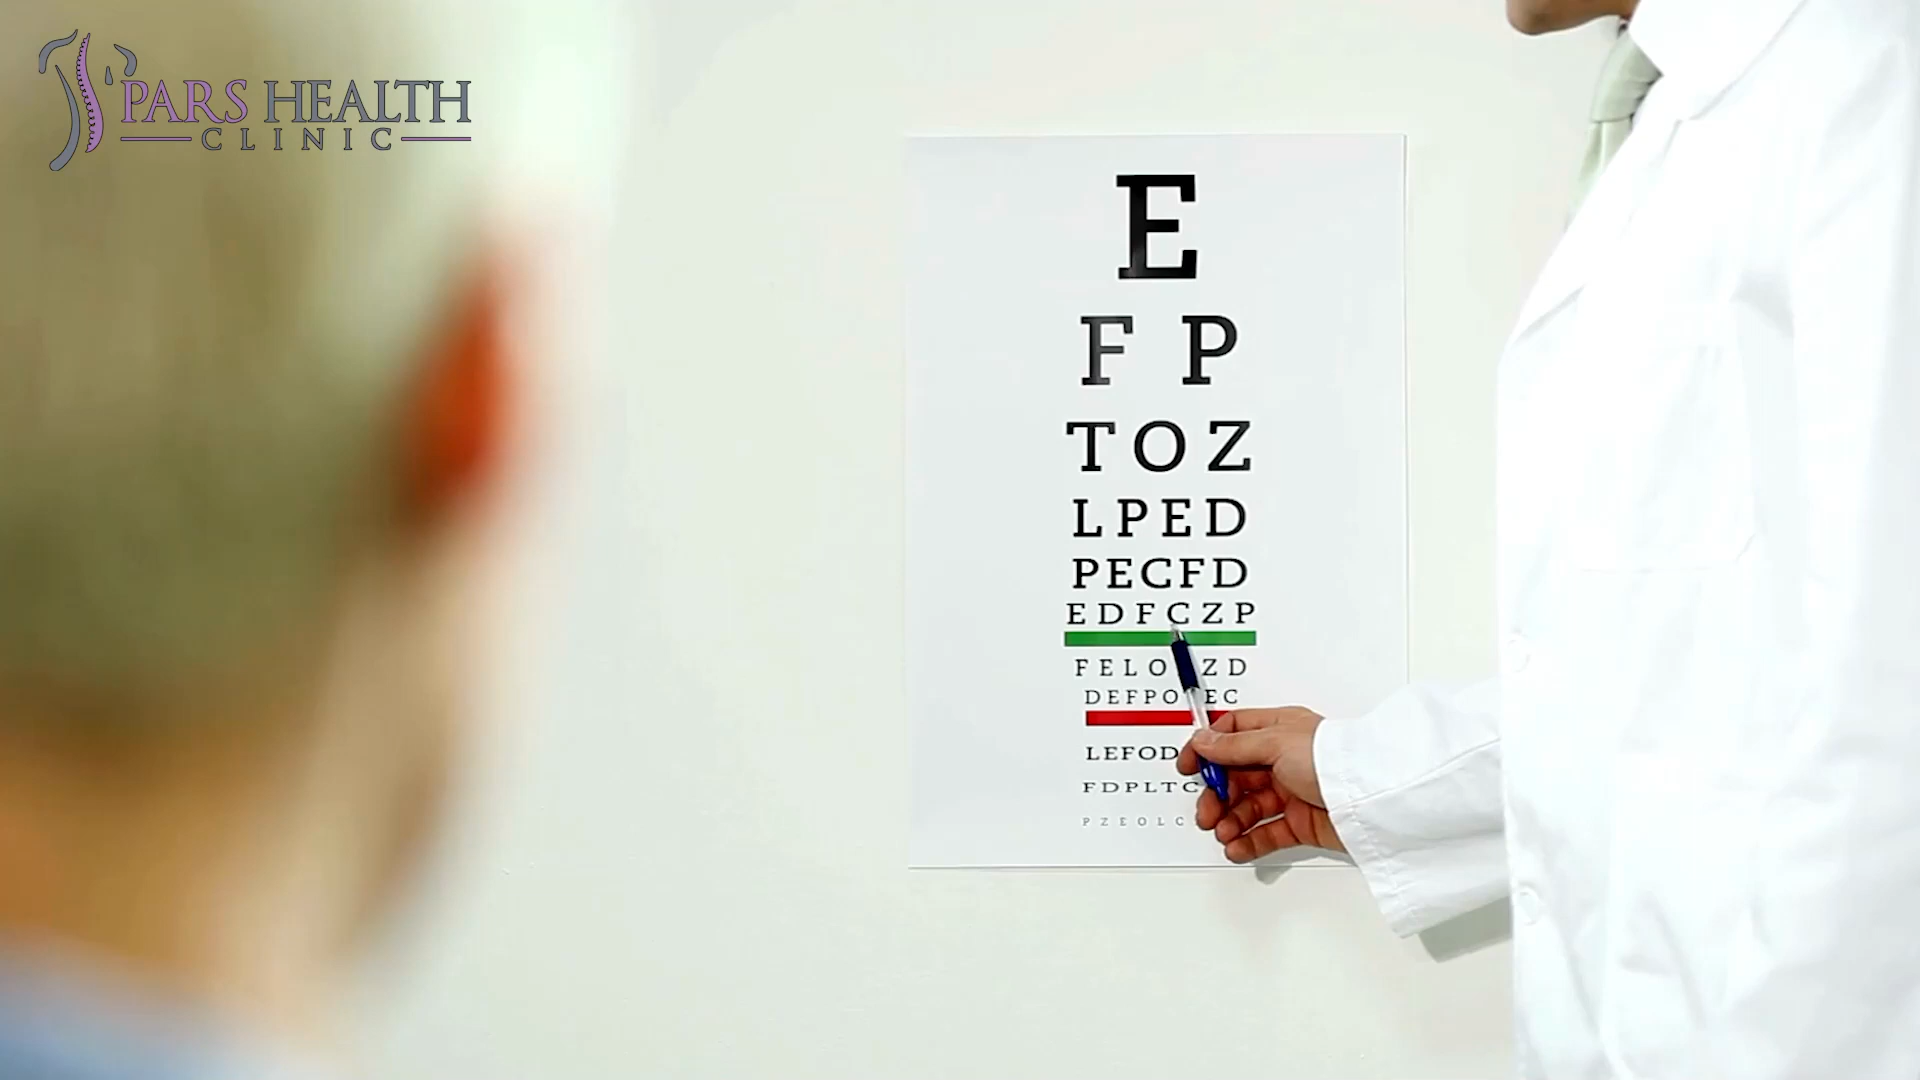 PARS HEALTH
CLINIC
E
F P
T O Z
L P E D
P E C F D
E D F C Z P
F E L O Z D
D E F P O E C
L E F O D
F D P L T C
P Z E O L C